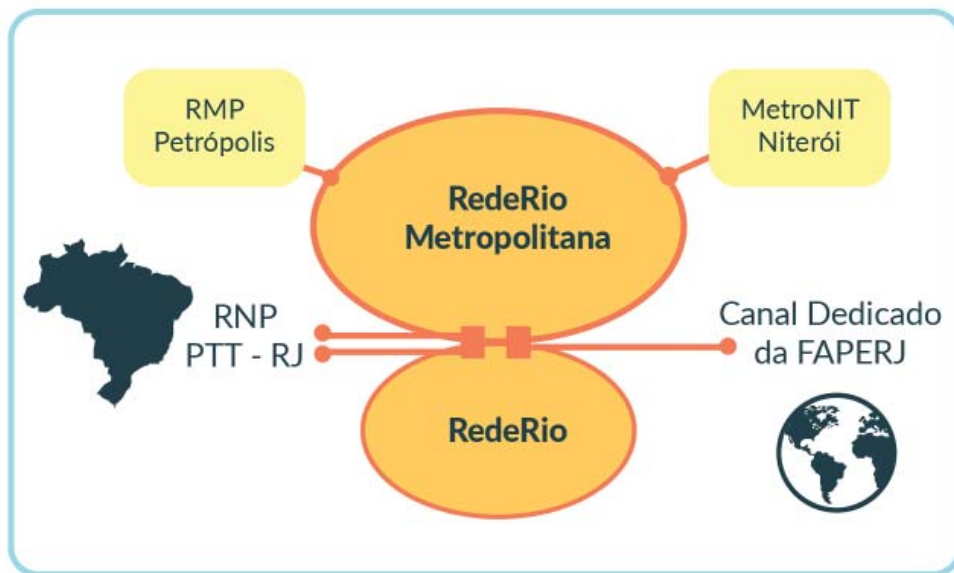 RMP
Petrópolis
MetroNIT
Niterói
RedeRio
Metropolitana
RNP
PTT - RJ
Canal Dedicado
da FAPERJ
RedeRio